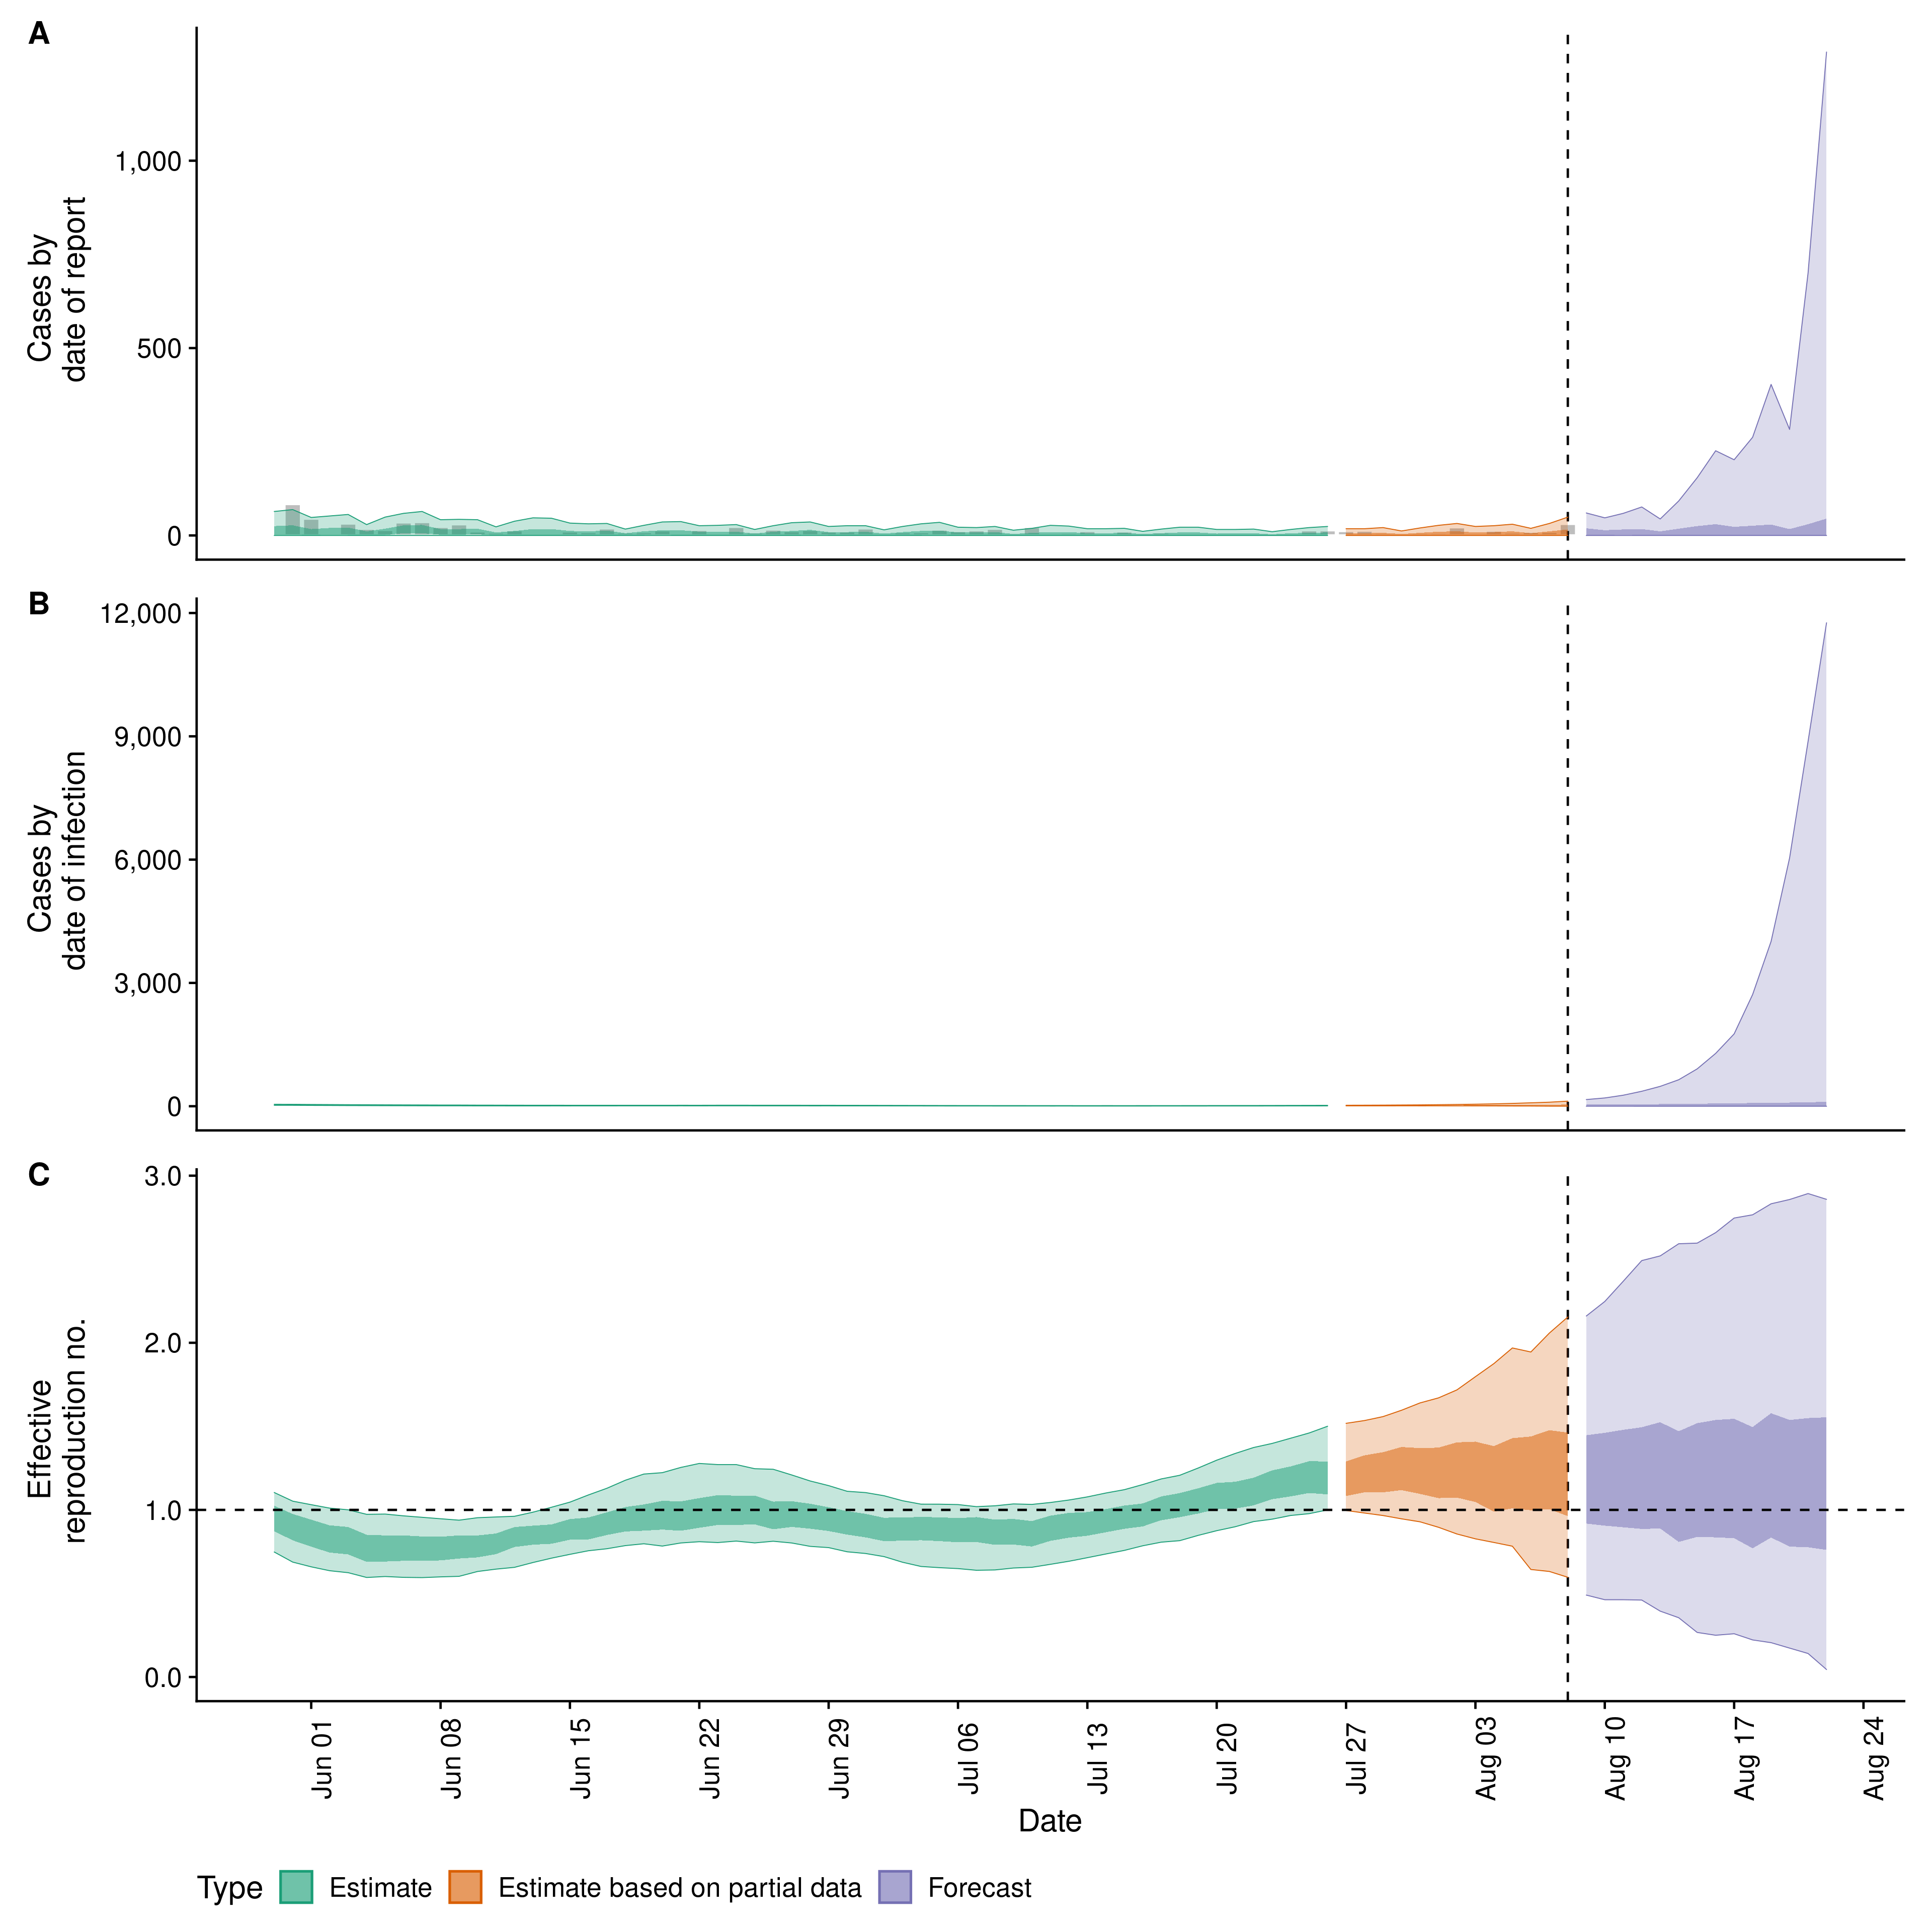 A
Cases by
date of report
1,000
500
0
B
Cases by
date of infection
12,000
9,000
6,000
3,000
0
C
Effective
reproduction no.
3.0
2.0
1.0
0.0
Jun 01
Jun 08
Jun 15
Jun 22
Jun 29
Jul 06
Jul 13
Jul 20
Jul 27
Aug 03
Aug 10
Aug 17
Aug 24
Date
Type Estimate Estimate based on partial data Forecast